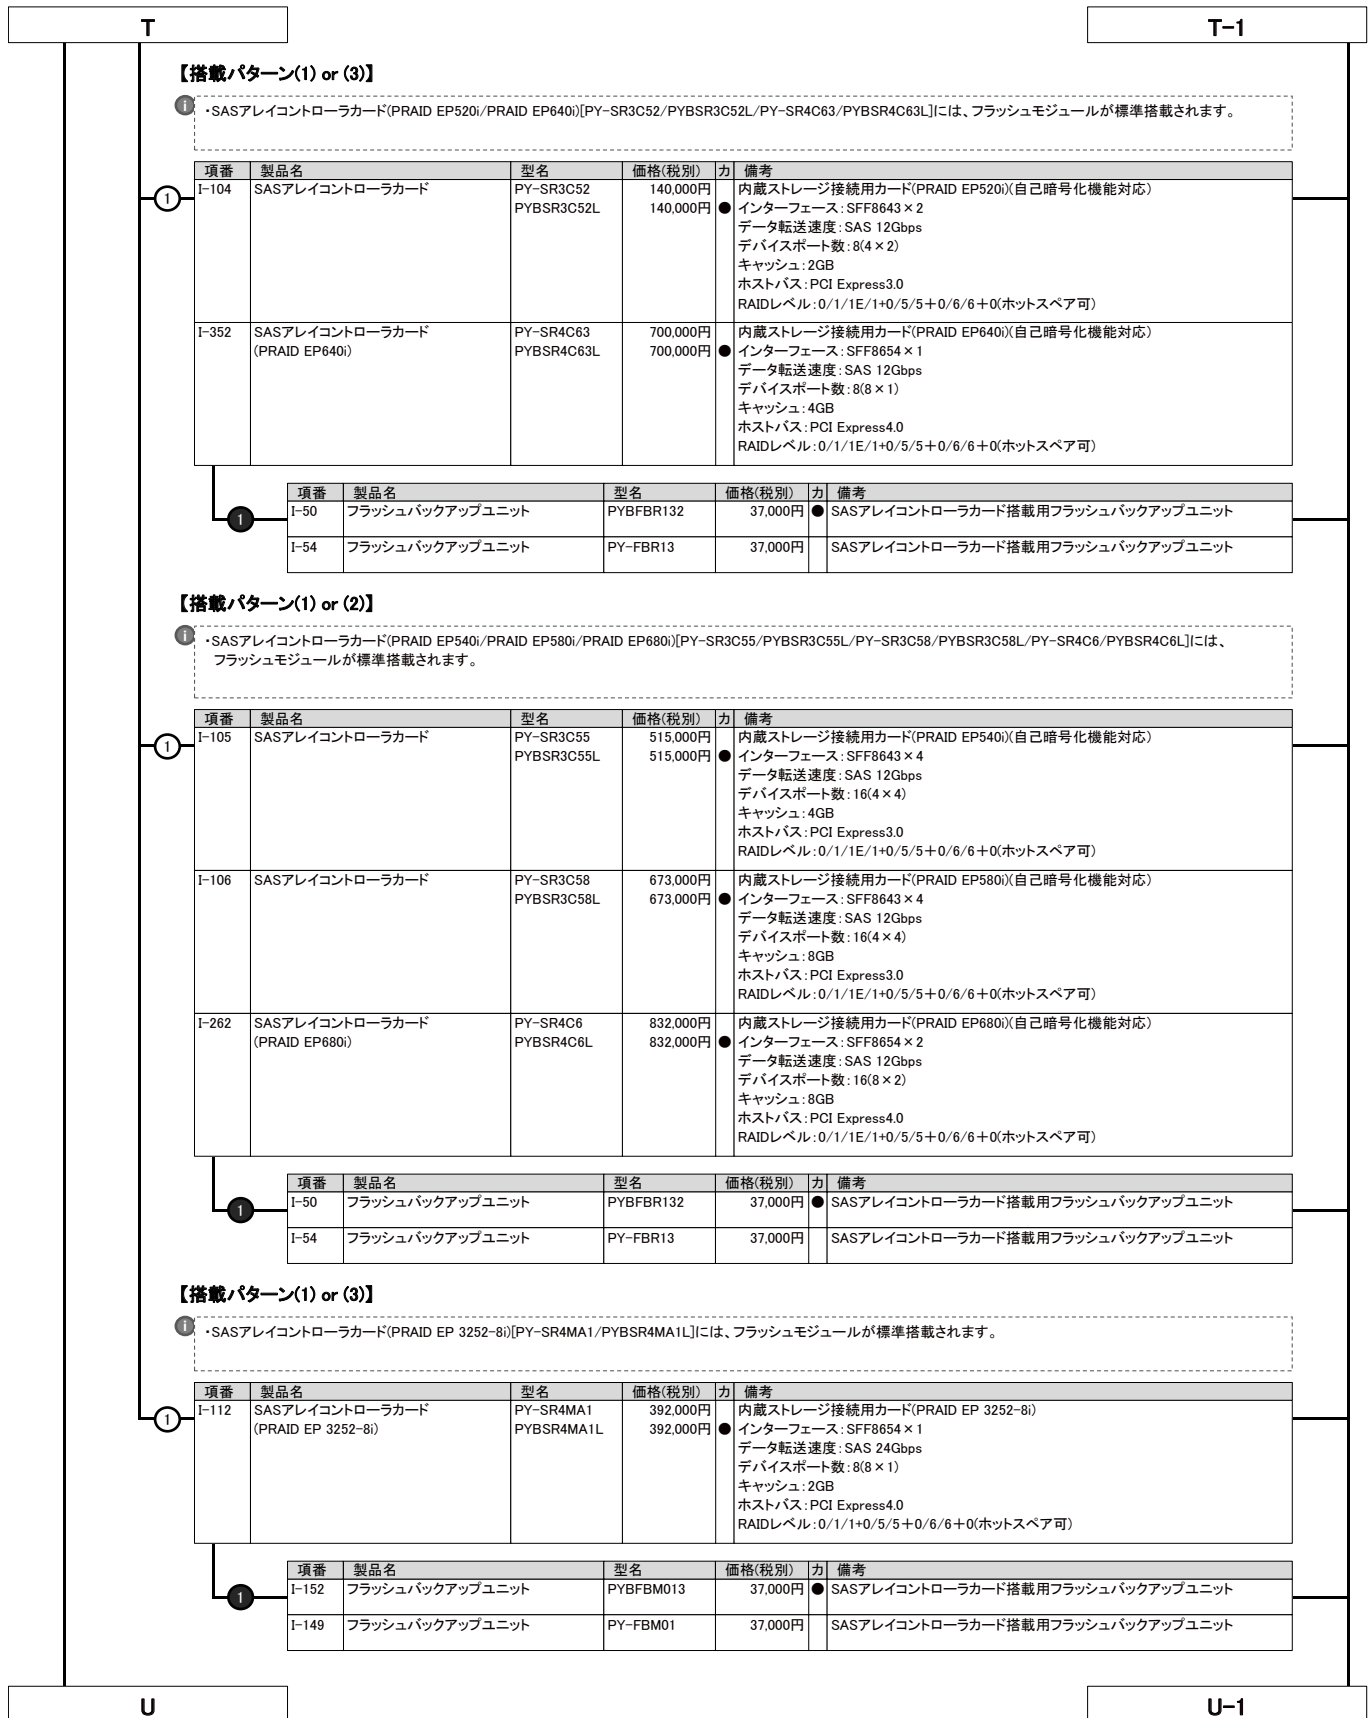 T
T-1
【搭載パターン(1) or (3)】
i
・SASアレイコントローラカード(PRAID EP520i/PRAID EP640i)[PY-SR3C52/PYBSR3C52L/PY-SR4C63/PYBSR4C63L]には、フラッシュモジュールが標準搭載されます。
項番 製品名 型名 価格(税別) カ 備考
1
I-104 SASアレイコントローラカード PY-SR3C52 140,000円 内蔵ストレージ接続用カード(PRAID EP520i)(自己暗号化機能対応)
PYBSR3C52L 140,000円 ● インターフェース:SFF8643×2
データ転送速度:SAS 12Gbps
デバイスポート数:8(4×2)
キャッシュ:2GB
ホストバス:PCI Express3.0
RAIDレベル:0/1/1E/1+0/5/5+0/6/6+0(ホットスペア可)
I-352 SASアレイコントローラカード PY-SR4C63 700,000円 内蔵ストレージ接続用カード(PRAID EP640i)(自己暗号化機能対応)
(PRAID EP640i) PYBSR4C63L 700,000円 ● インターフェース:SFF8654×1
データ転送速度:SAS 12Gbps
デバイスポート数:8(8×1)
キャッシュ:4GB
ホストバス:PCI Express4.0
RAIDレベル:0/1/1E/1+0/5/5+0/6/6+0(ホットスペア可)
項番 製品名 型名 価格(税別) カ 備考
1
I-50 フラッシュバックアップユニット PYBFBR132 37,000円 ● SASアレイコントローラカード搭載用フラッシュバックアップユニット
I-54 フラッシュバックアップユニット PY-FBR13 37,000円 SASアレイコントローラカード搭載用フラッシュバックアップユニット
【搭載パターン(1) or (2)】
i
・SASアレイコントローラカード(PRAID EP540i/PRAID EP580i/PRAID EP680i)[PY-SR3C55/PYBSR3C55L/PY-SR3C58/PYBSR3C58L/PY-SR4C6/PYBSR4C6L]には、
フラッシュモジュールが標準搭載されます。
項番 製品名 型名 価格(税別) カ 備考
1
I-105 SASアレイコントローラカード PY-SR3C55 515,000円 内蔵ストレージ接続用カード(PRAID EP540i)(自己暗号化機能対応)
PYBSR3C55L 515,000円 ● インターフェース:SFF8643×4
データ転送速度:SAS 12Gbps
デバイスポート数:16(4×4)
キャッシュ:4GB
ホストバス:PCI Express3.0
RAIDレベル:0/1/1E/1+0/5/5+0/6/6+0(ホットスペア可)
I-106 SASアレイコントローラカード PY-SR3C58 673,000円 内蔵ストレージ接続用カード(PRAID EP580i)(自己暗号化機能対応)
PYBSR3C58L 673,000円 ● インターフェース:SFF8643×4
データ転送速度:SAS 12Gbps
デバイスポート数:16(4×4)
キャッシュ:8GB
ホストバス:PCI Express3.0
RAIDレベル:0/1/1E/1+0/5/5+0/6/6+0(ホットスペア可)
I-262 SASアレイコントローラカード PY-SR4C6 832,000円 内蔵ストレージ接続用カード(PRAID EP680i)(自己暗号化機能対応)
(PRAID EP680i) PYBSR4C6L 832,000円 ● インターフェース:SFF8654×2
データ転送速度:SAS 12Gbps
デバイスポート数:16(8×2)
キャッシュ:8GB
ホストバス:PCI Express4.0
RAIDレベル:0/1/1E/1+0/5/5+0/6/6+0(ホットスペア可)
項番 製品名 型名 価格(税別) カ 備考
1
I-50 フラッシュバックアップユニット PYBFBR132 37,000円 ● SASアレイコントローラカード搭載用フラッシュバックアップユニット
I-54 フラッシュバックアップユニット PY-FBR13 37,000円 SASアレイコントローラカード搭載用フラッシュバックアップユニット
【搭載パターン(1) or (3)】
i
・SASアレイコントローラカード(PRAID EP 3252-8i)[PY-SR4MA1/PYBSR4MA1L]には、フラッシュモジュールが標準搭載されます。
項番 製品名 型名 価格(税別) カ 備考
1
I-112 SASアレイコントローラカード PY-SR4MA1 392,000円 内蔵ストレージ接続用カード(PRAID EP 3252-8i)
(PRAID EP 3252-8i) PYBSR4MA1L 392,000円 ● インターフェース:SFF8654×1
データ転送速度:SAS 24Gbps
デバイスポート数:8(8×1)
キャッシュ:2GB
ホストバス:PCI Express4.0
RAIDレベル:0/1/1+0/5/5+0/6/6+0(ホットスペア可)
項番 製品名 型名 価格(税別) カ 備考
1
I-152 フラッシュバックアップユニット PYBFBM013 37,000円 ● SASアレイコントローラカード搭載用フラッシュバックアップユニット
I-149 フラッシュバックアップユニット PY-FBM01 37,000円 SASアレイコントローラカード搭載用フラッシュバックアップユニット
U
U-1